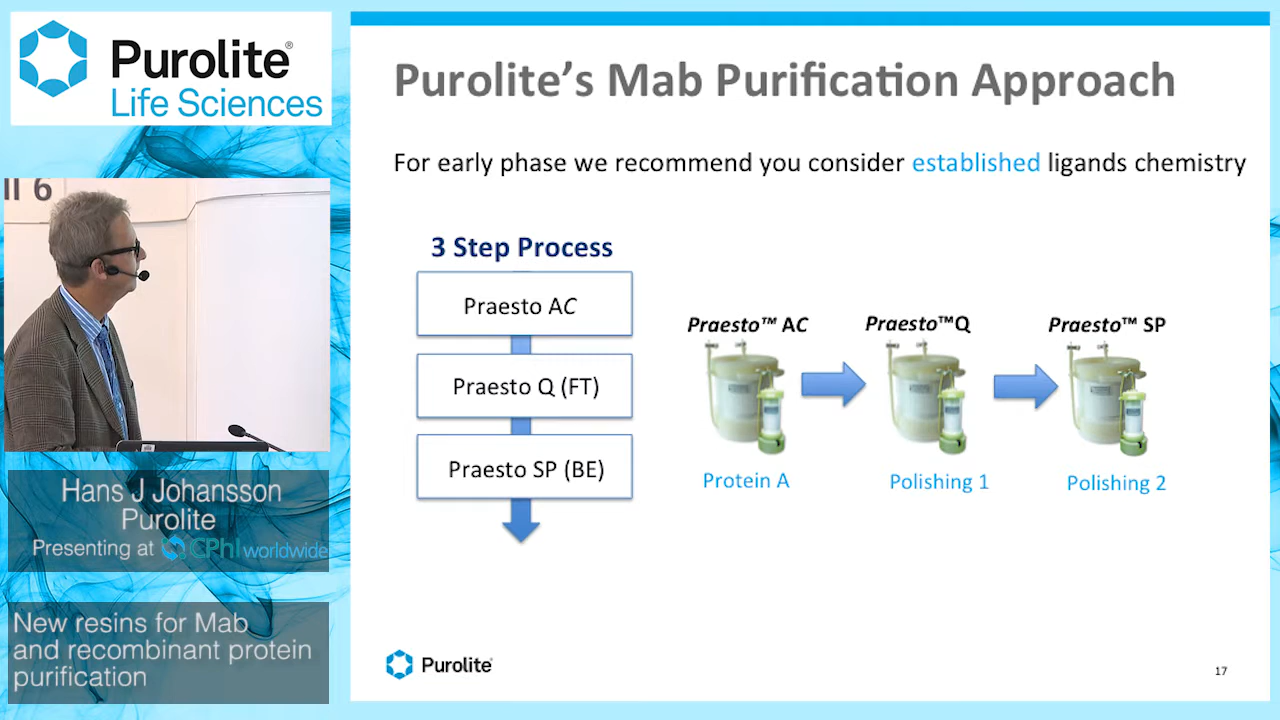 Purolite®
Life Sciences
ll 6
Hans J Johansson
Purolite
Presenting at CPhI worldwide
New resins for Mab
and recombinant protein
purification
Purolite's Mab Purification Approach
For early phase we recommend you consider established ligands chemistry
3 Step Process
Praesto AC
Praesto Q (FT)
Praesto SP (BE)
Praesto™ AC
Praesto™Q
Praesto™ SP
Protein A
Polishing 1
Polishing 2
Purolite®
17